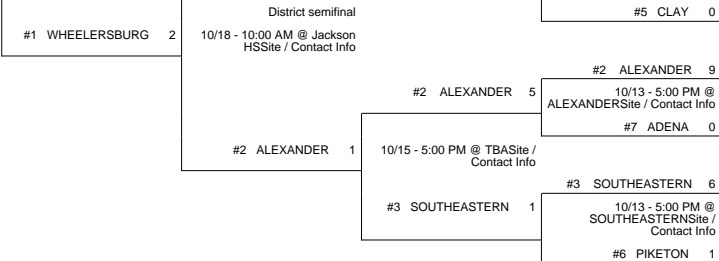 District semifinal
#5 CLAY 0
#1 WHEELERSBURG 2
10/18 - 10:00 AM @ Jackson
HSSite / Contact Info
#2 ALEXANDER 9
#2 ALEXANDER 5
10/13 - 5:00 PM @
ALEXANDERSite / Contact Info
#7 ADENA 0
#2 ALEXANDER 1
10/15 - 5:00 PM @ TBASite /
Contact Info
#3 SOUTHEASTERN 6
#3 SOUTHEASTERN 1
10/13 - 5:00 PM @
SOUTHEASTERNSite /
Contact Info
#6 PIKETON 1